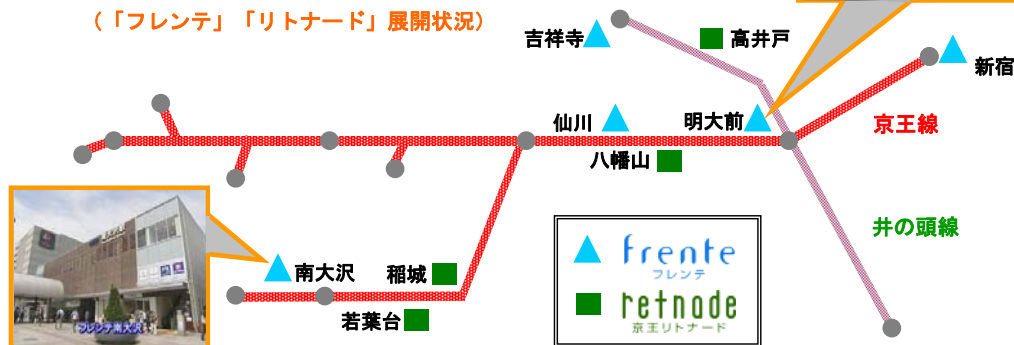 （「フレンテ」「リトナード」展開状況）
吉祥寺
高井戸
新宿
仙川
明大前
京王線
八幡山
井の頭線
南大沢
稲城
若葉台
フレンテ南大沢
frente
フレンテ
retnade
京王リトナード